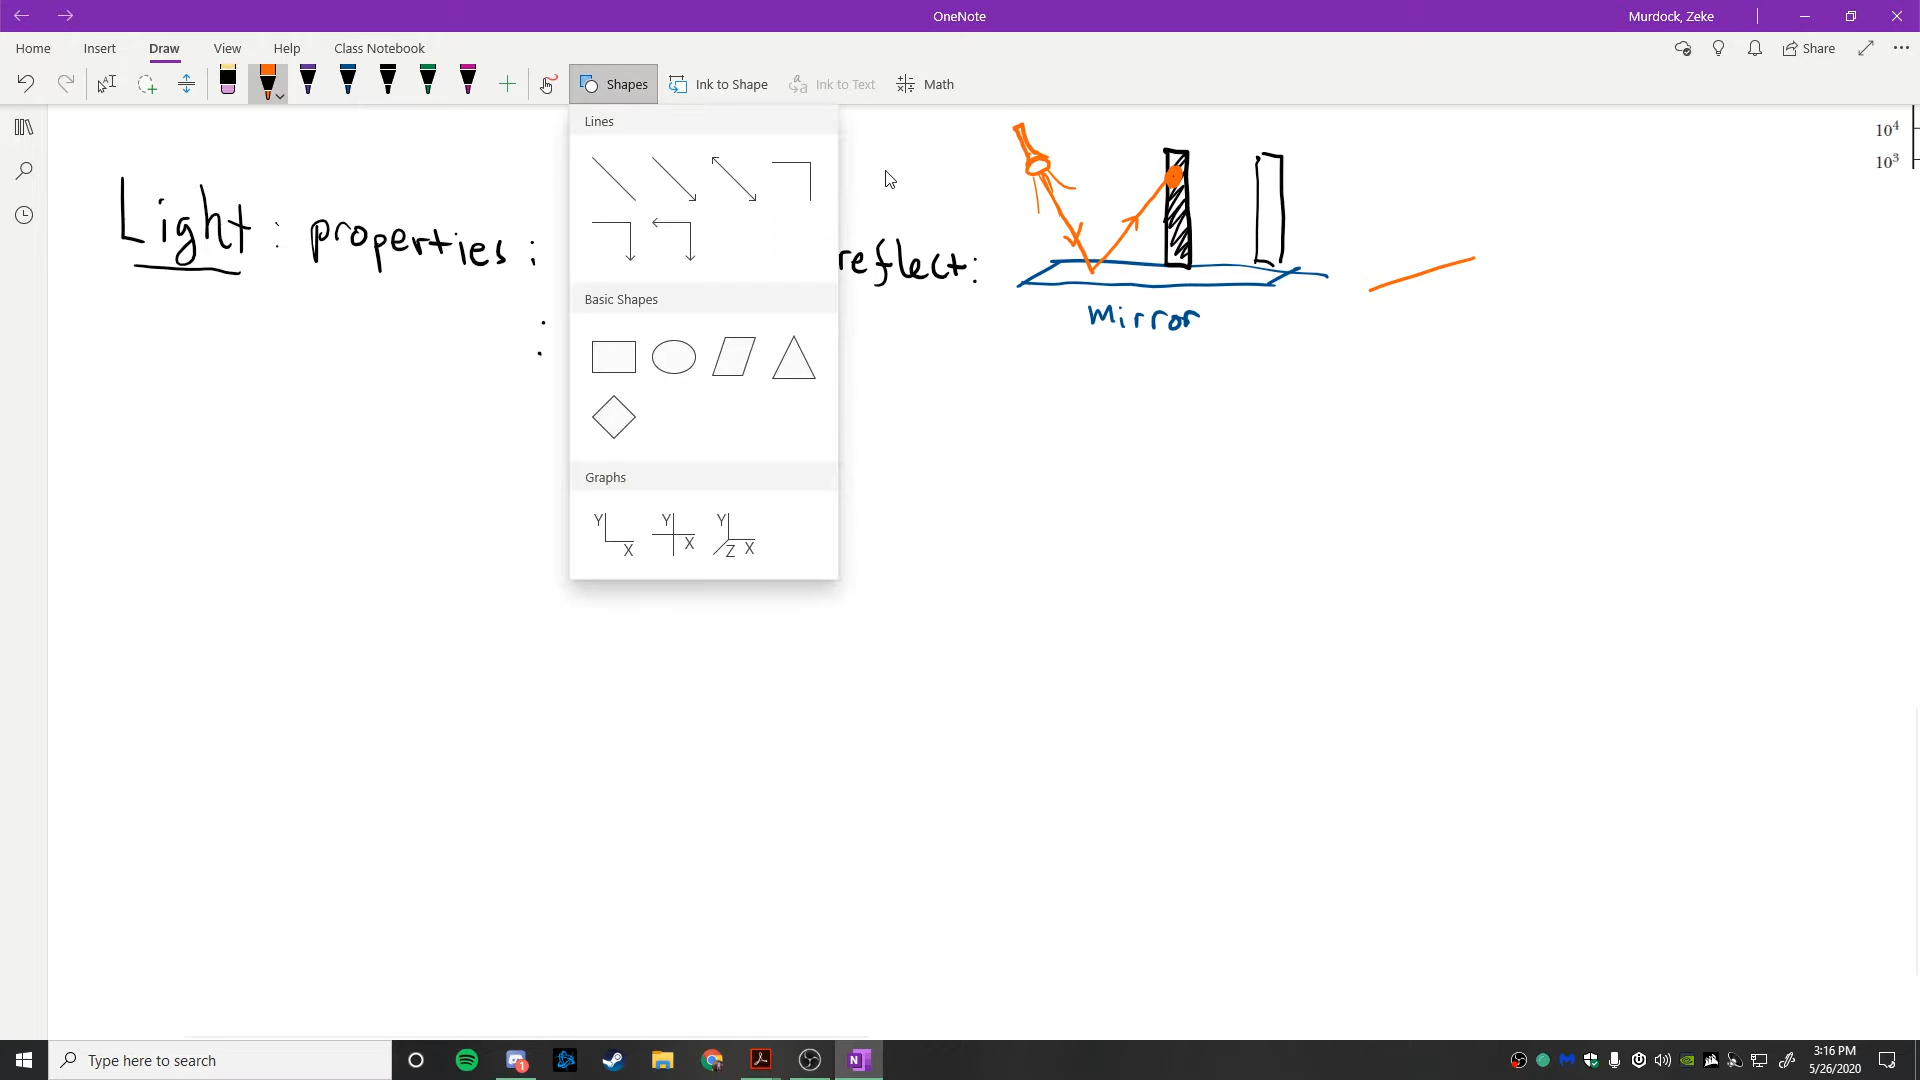 OneNote
Murdock, Zeke
Home Insert Draw View Help Class Notebook
Share
Shapes Ink to Shape Ink to Text Math
Lines
Basic Shapes
Graphs
Y X Y X Y Z X
10⁴
10³
Light : properties :
reflect:
Mirror
:
Type here to search
1
3:16 PM
5/26/2020